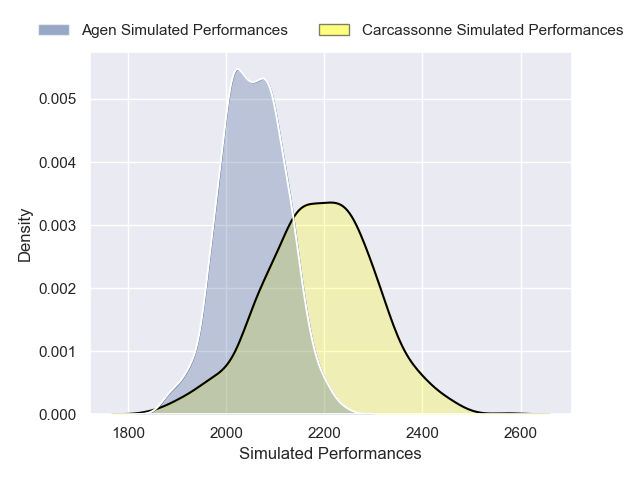 Agen Simulated Performances
Carcassonne Simulated Performances
Density
0.005
0.004
0.003
0.002
0.001
0.000
1800 2000 2200 2400 2600
Simulated Performances